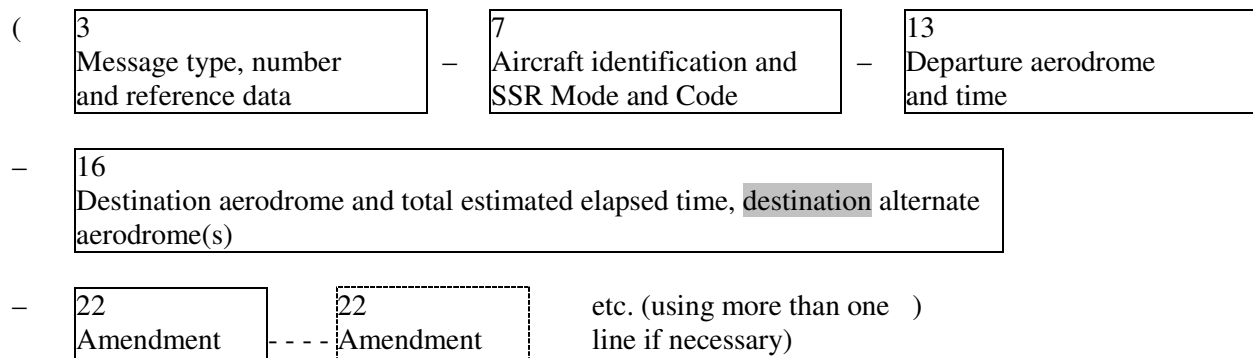 ( 3 7 13
Message type, number – Aircraft identification and – Departure aerodrome
and reference data SSR Mode and Code and time
– 16
Destination aerodrome and total estimated elapsed time, destination alternate
aerodrome(s)
– 22 22 etc. (using more than one )
Amendment - - - - Amendment line if necessary)